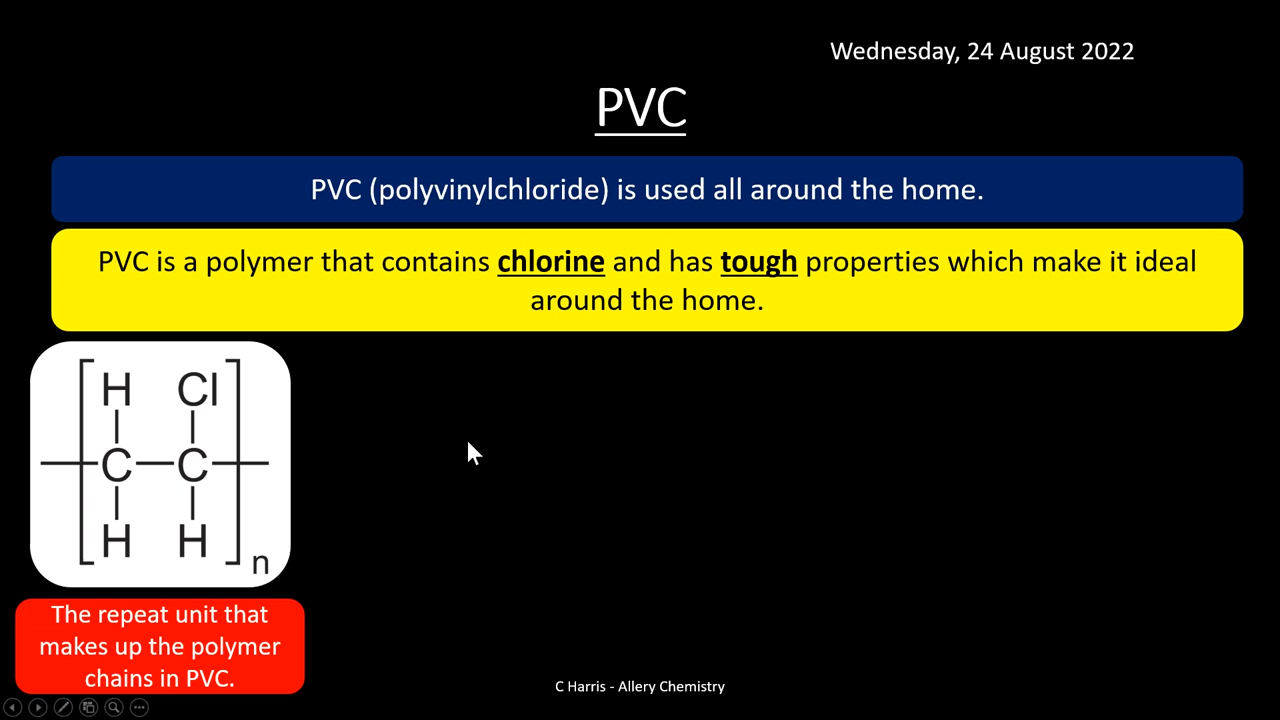 Wednesday, 24 August 2022
PVC
PVC (polyvinylchloride) is used all around the home.
PVC is a polymer that contains chlorine and has tough properties which make it ideal
around the home.
H Cl
C C
H H
n
The repeat unit that
makes up the polymer
chains in PVC.
C Harris - Allery Chemistry